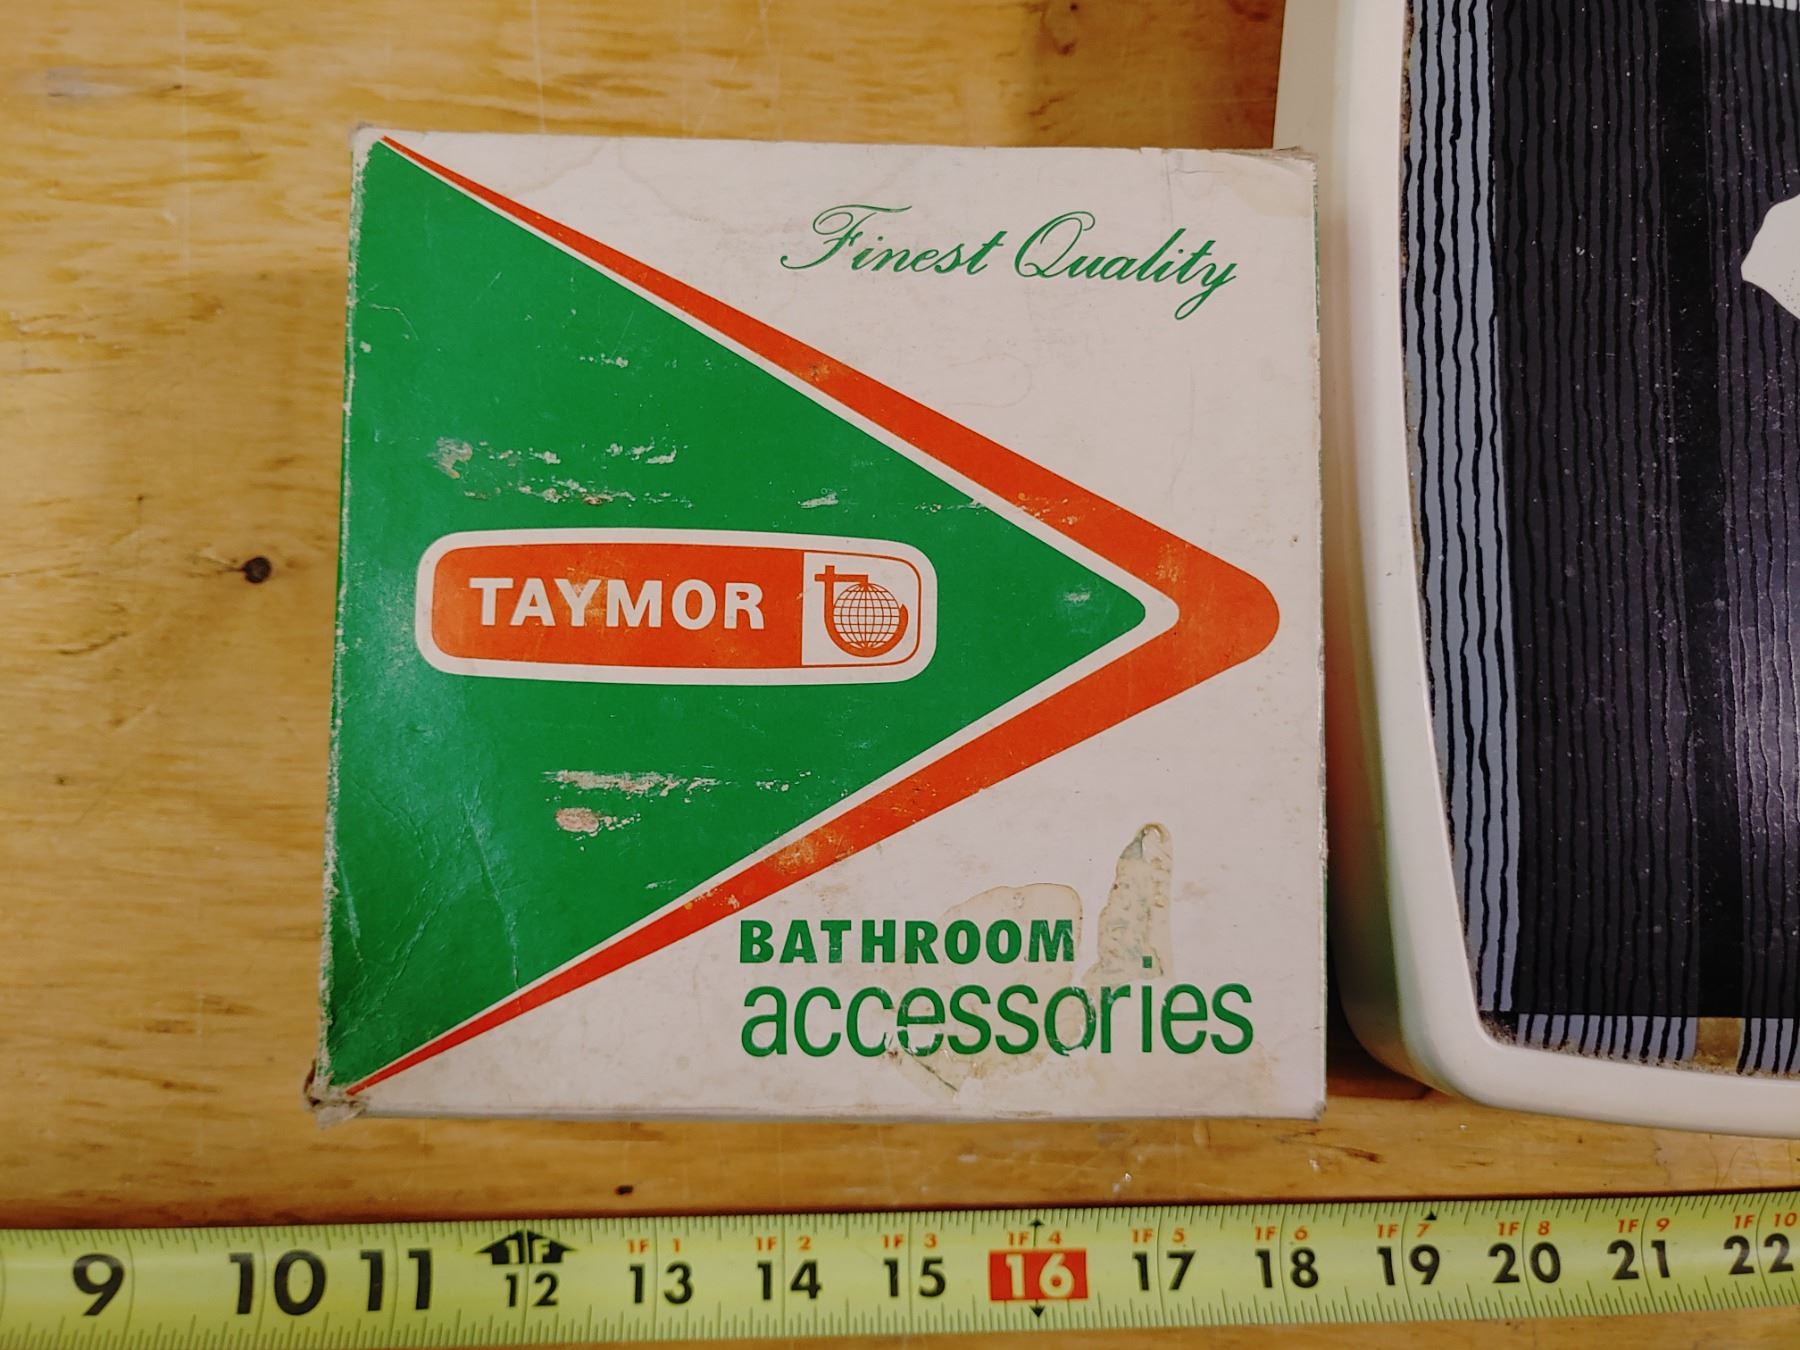 Finest Quality
TAYMOR
BATHROOM
accessories
1F 1F 1 1F 2 1F 3 1F 4 1F 5 1F 6 1F 7 1F 8 1F 9 1F 10
9 10 11 12 13 14 15 16 17 18 19 20 21 22